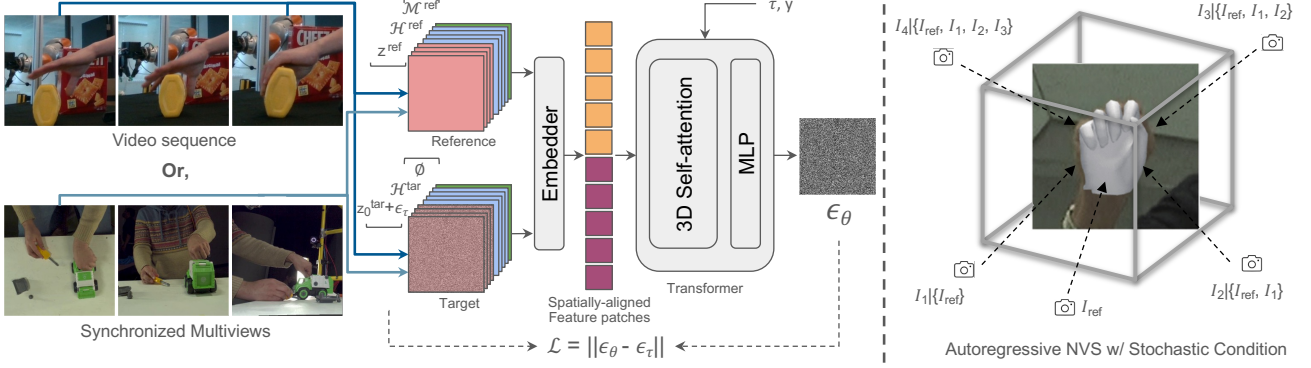 Video sequence
Or,
Synchronized Multiviews
ℳ^ref
ℋ^ref
z^ref
Reference
∅
ℋ^tar
z₀^tar+ϵ_τ
Target
Embedder
Spatially-aligned
Feature patches
τ, y
3D Self-attention
MLP
Transformer
ϵ_θ
ℒ = ||ϵ_θ - ϵ_τ||
I₄|{I_ref, I₁, I₂, I₃}
I₃|{I_ref, I₁, I₂}
I₁|{I_ref}
I_ref
I₂|{I_ref, I₁}
Autoregressive NVS w/ Stochastic Condition